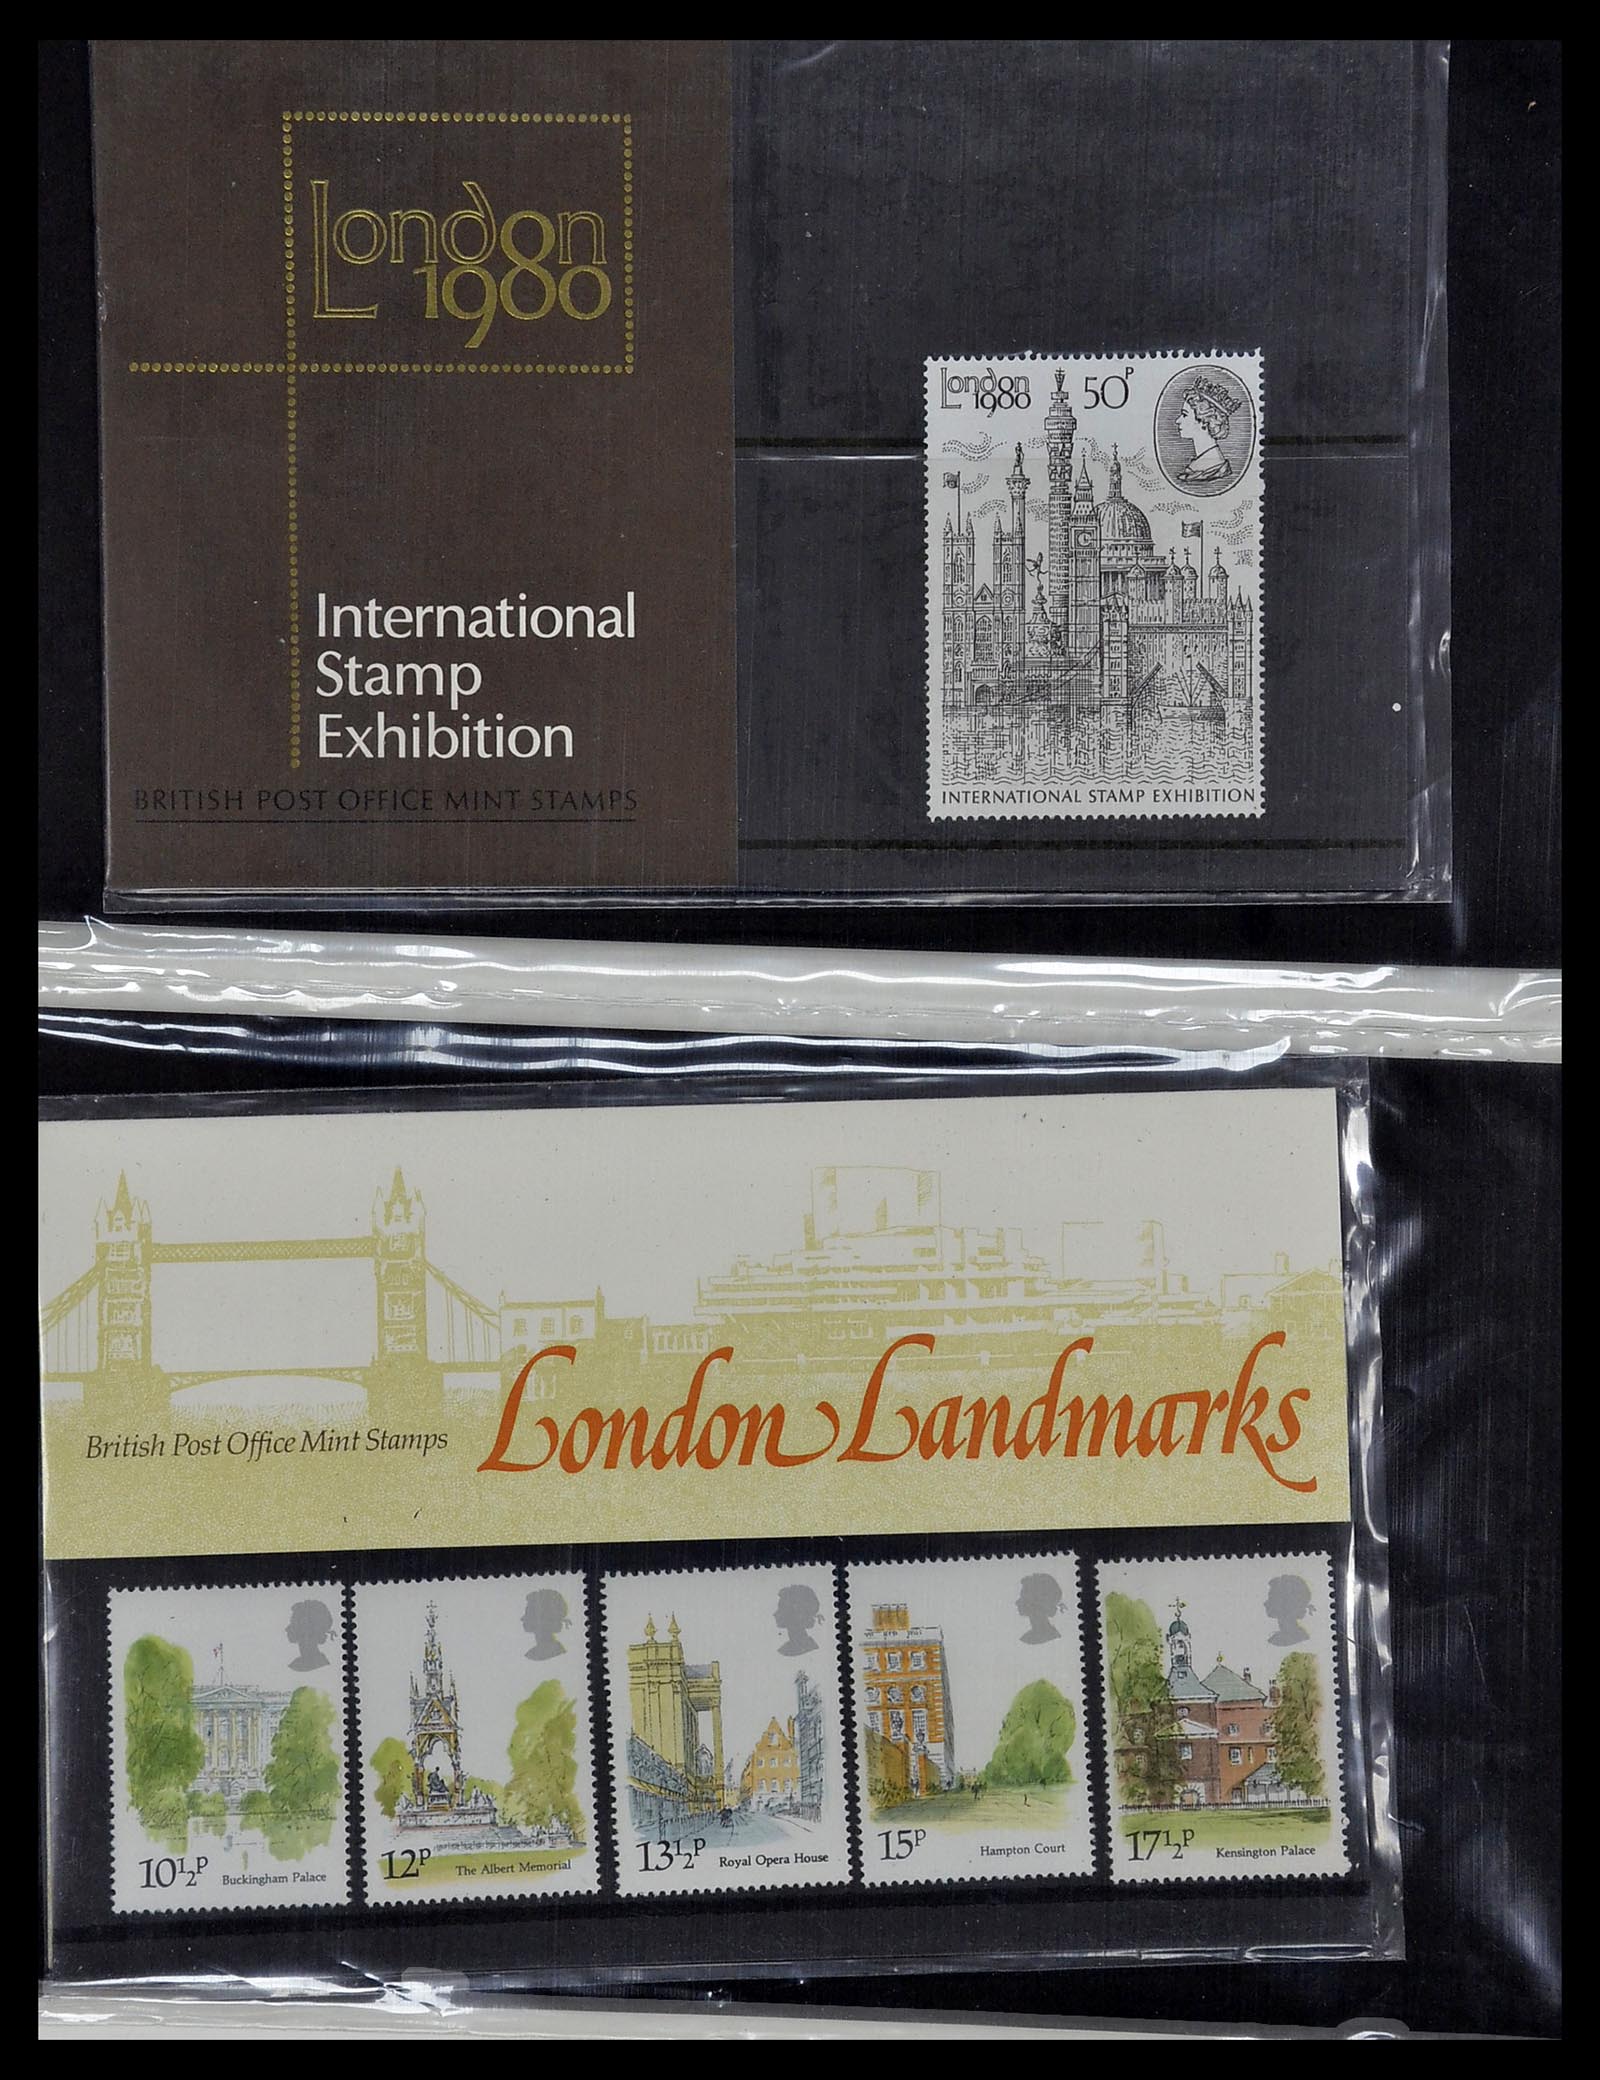 London
1980
International
Stamp
Exhibition
BRITISH POST OFFICE MINT STAMPS
London
1980
50P
INTERNATIONAL STAMP EXHIBITION
British Post Office Mint Stamps
London Landmarks
10½P
Buckingham Palace
12P
The Albert Memorial
13½P
Royal Opera House
15P
Hampton Court
17½P
Kensington Palace